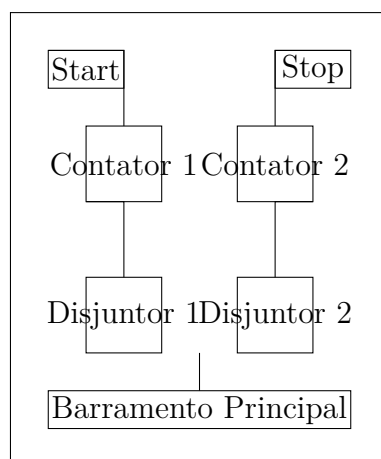 Start Stop
Contator 1 Contator 2
Disjuntor 1 Disjuntor 2
Barramento Principal